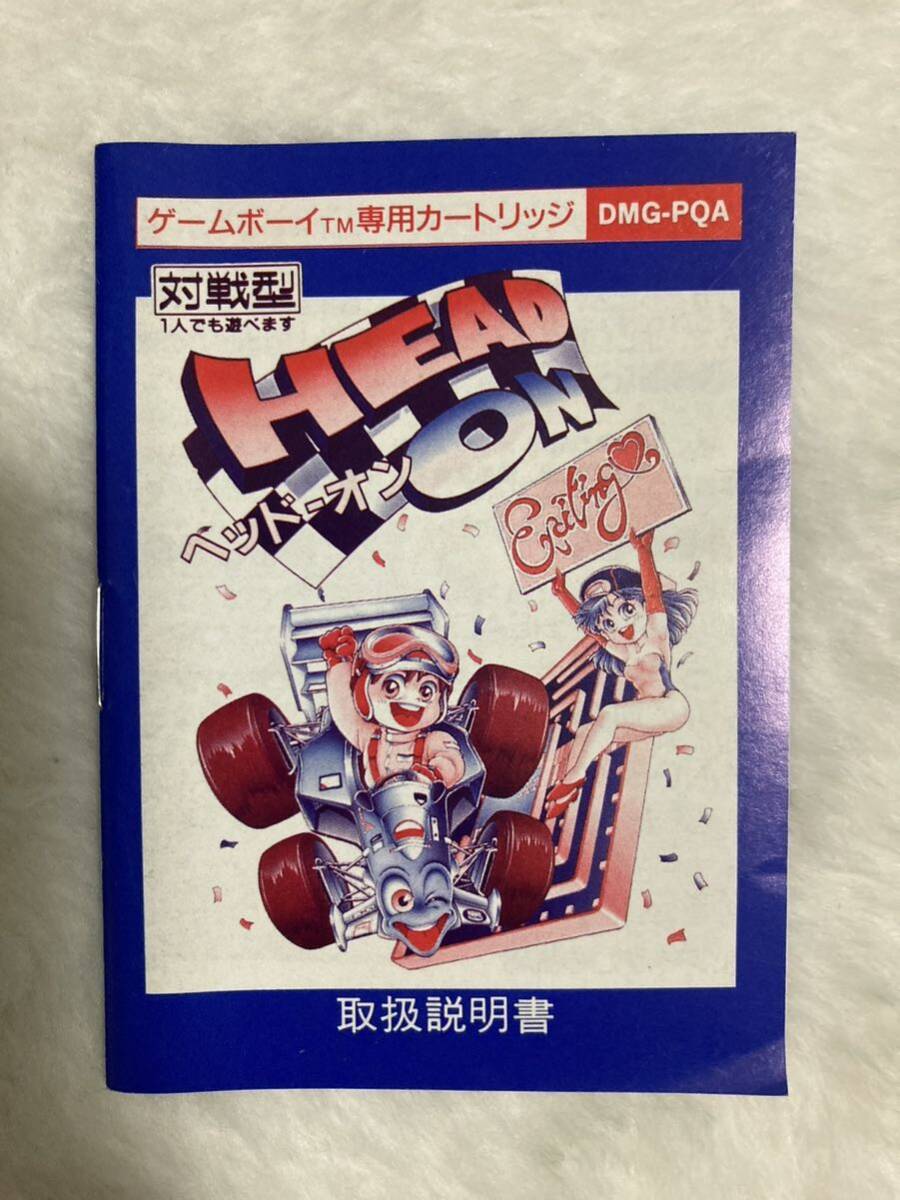 ゲームボーイTM専用カートリッジ DMG-PQA
対戦型
1人でも遊べます
HEAD
ON
ヘッド-オン
Exiting
取扱説明書